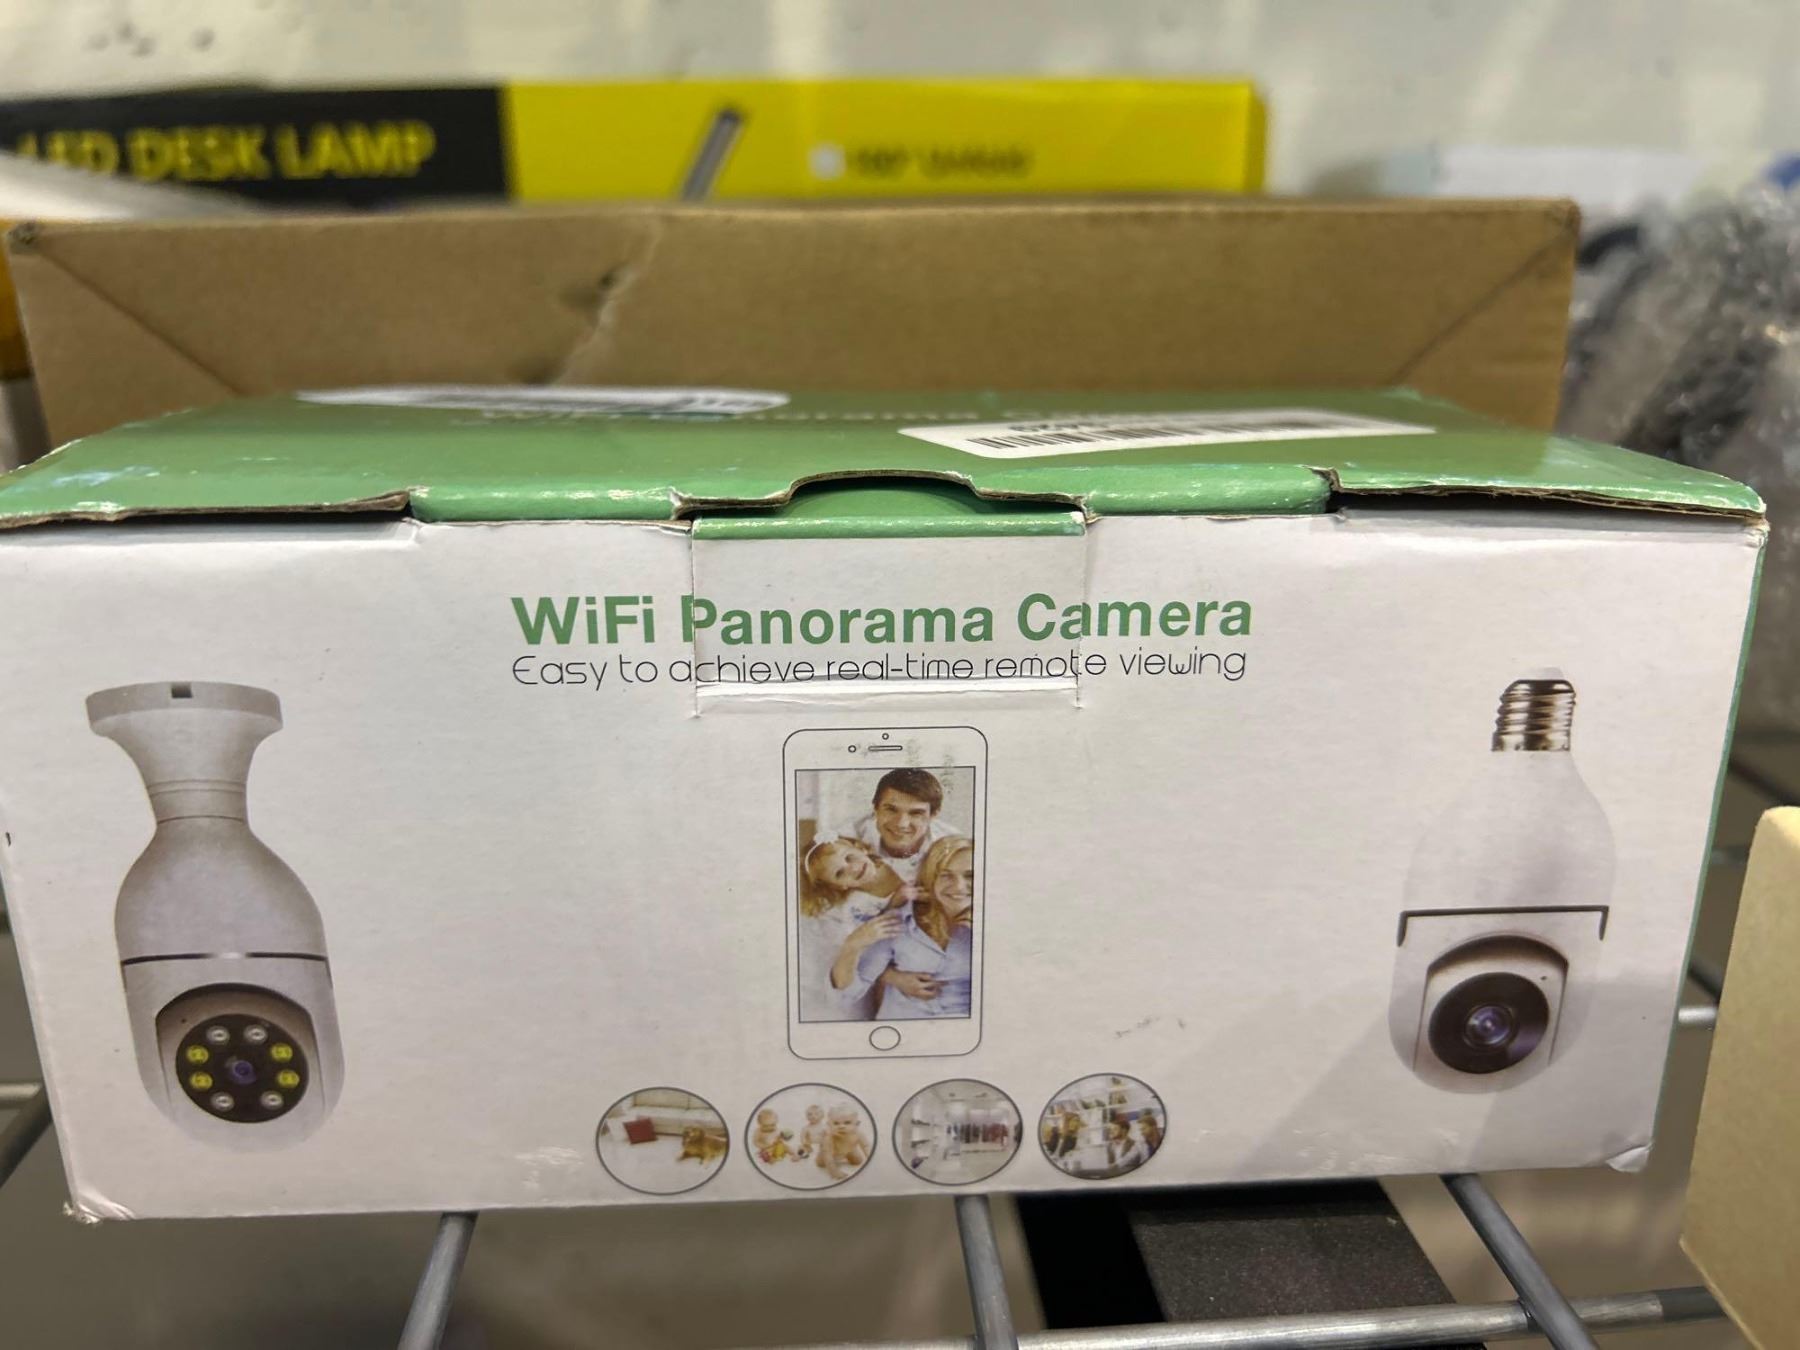 LED DESK LAMP
WiFi Panorama Camera
Easy to achieve real-time remote viewing